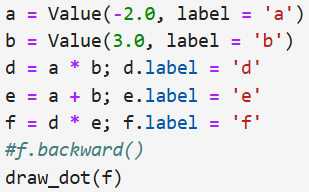 a = Value(-2.0, label = 'a')
b = Value(3.0, label = 'b')
d = a * b; d.label = 'd'
e = a + b; e.label = 'e'
f = d * e; f.label = 'f'
#f.backward()
draw_dot(f)